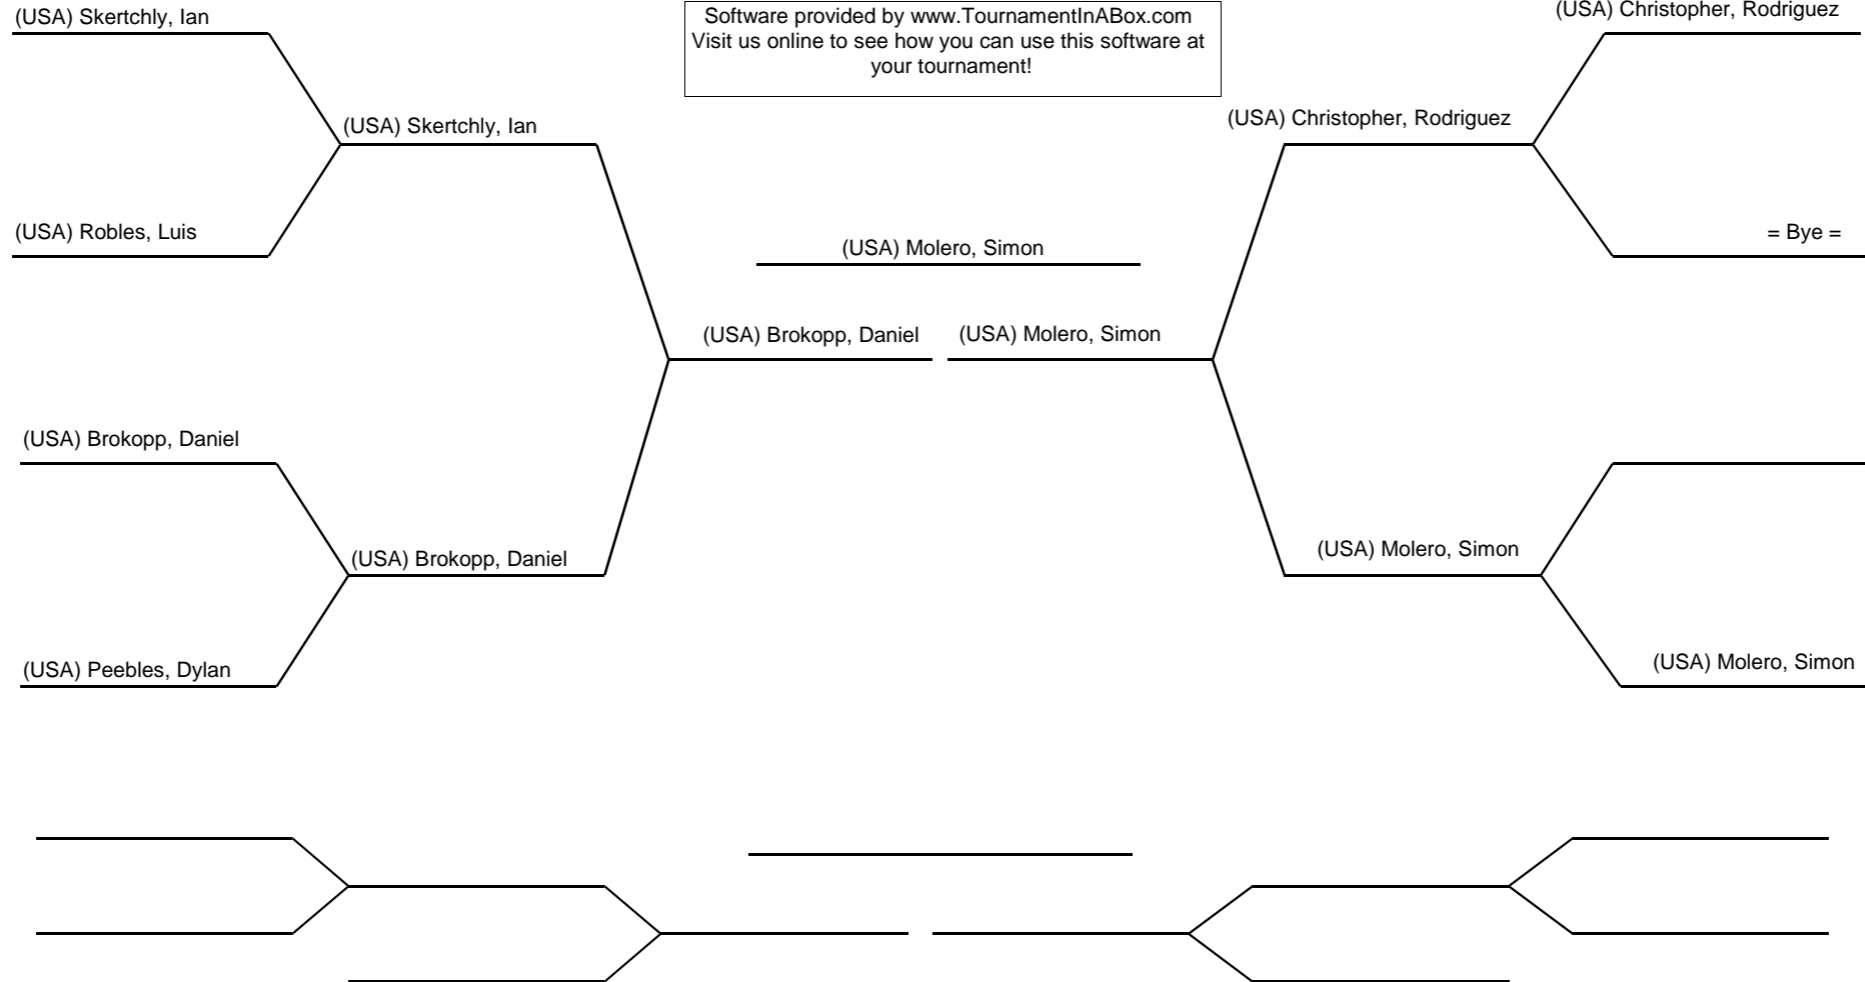 (USA) Skertchly, Ian
Software provided by www.TournamentInABox.com
Visit us online to see how you can use this software at
your tournament!
(USA) Christopher, Rodriguez
(USA) Skertchly, Ian
(USA) Christopher, Rodriguez
(USA) Robles, Luis
= Bye =
(USA) Molero, Simon
(USA) Brokopp, Daniel
(USA) Molero, Simon
(USA) Brokopp, Daniel
(USA) Brokopp, Daniel
(USA) Molero, Simon
(USA) Peebles, Dylan
(USA) Molero, Simon